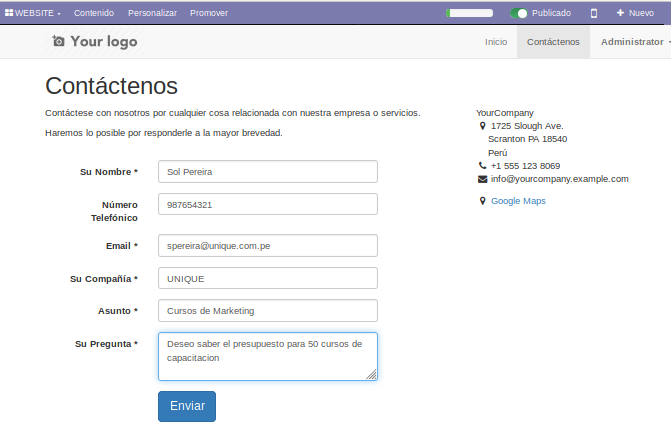 WEBSITE Contenido Personalizar Promover Publicado Nuevo
Your logo Inicio Contáctenos Administrator
Contáctenos
Contáctese con nosotros por cualquier cosa relacionada con nuestra empresa o servicios.
Haremos lo posible por responderle a la mayor brevedad.
YourCompany
1725 Slough Ave.
Scranton PA 18540
Perú
+1 555 123 8069
info@yourcompany.example.com
Google Maps
Su Nombre * Sol Pereira
Número
Telefónico
987654321
Email * spereira@unique.com.pe
Su Compañía * UNIQUE
Asunto * Cursos de Marketing
Su Pregunta * Deseo saber el presupuesto para 50 cursos de
capacitacion
Enviar